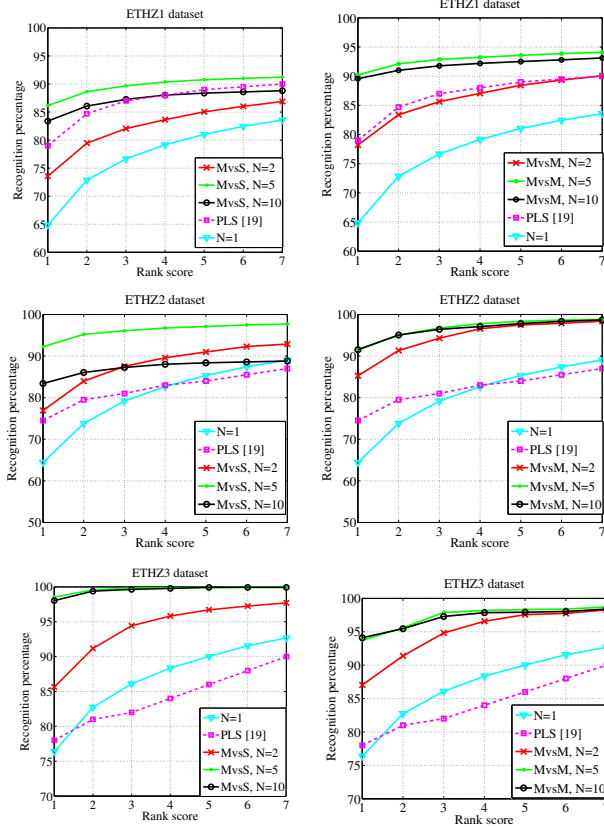 ETHZ1 dataset
100
95
90
85
80
75
70
65
60
1 2 3 4 5 6 7
Recognition percentage
Rank score
MvsS, N=2
MvsS, N=5
MvsS, N=10
PLS [19]
N=1
ETHZ1 dataset
100
95
90
85
80
75
70
65
60
1 2 3 4 5 6 7
Recognition percentage
Rank score
MvsM, N=2
MvsM, N=5
MvsM, N=10
PLS [19]
N=1
ETHZ2 dataset
100
90
80
70
60
50
1 2 3 4 5 6 7
Recognition percentage
Rank score
N=1
PLS [19]
MvsS, N=2
MvsS, N=5
MvsS, N=10
ETHZ2 dataset
100
90
80
70
60
50
1 2 3 4 5 6 7
Recognition percentage
Rank score
N=1
PLS [19]
MvsM, N=2
MvsM, N=5
MvsM, N=10
ETHZ3 dataset
100
95
90
85
80
75
70
1 2 3 4 5 6 7
Recognition percentage
Rank score
N=1
PLS [19]
MvsS, N=2
MvsS, N=5
MvsS, N=10
ETHZ3 dataset
100
95
90
85
80
75
70
1 2 3 4 5 6 7
Recognition percentage
Rank score
N=1
PLS [19]
MvsM, N=2
MvsM, N=5
MvsM, N=10